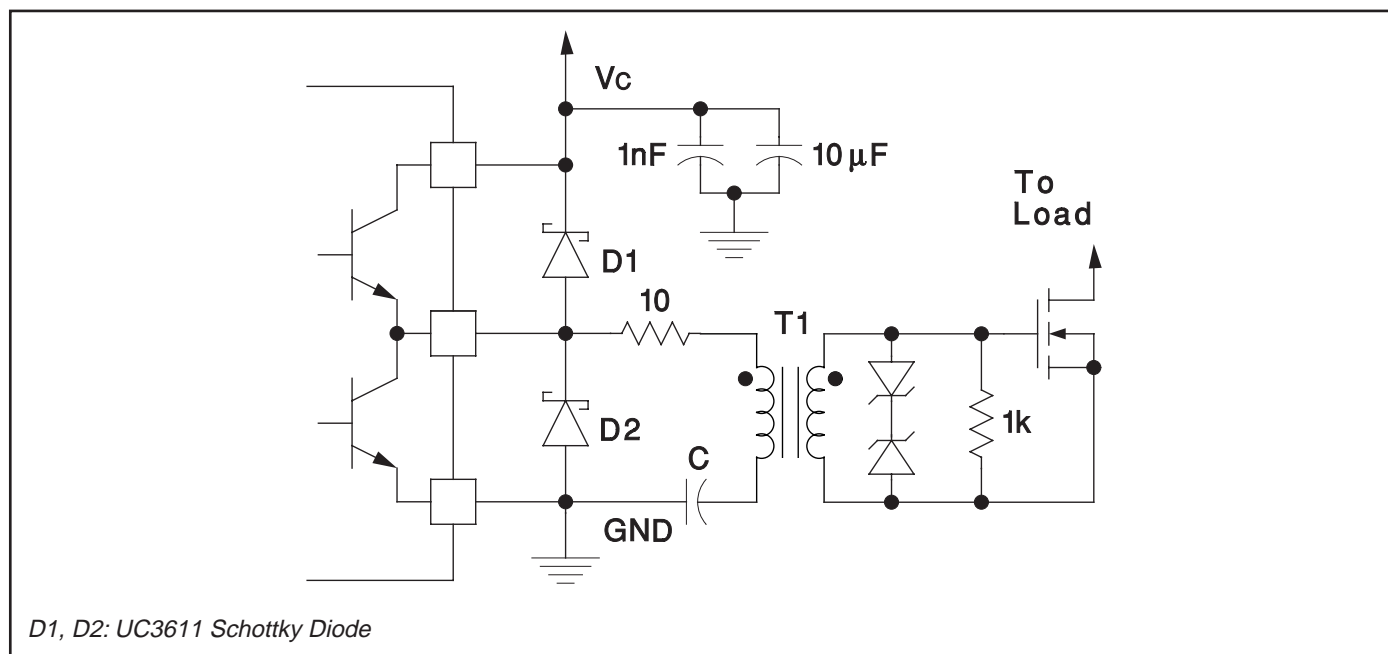 Vc
1nF
10 µF
To
Load
D1
10
T1
D2
1k
C
GND
D1, D2: UC3611 Schottky Diode